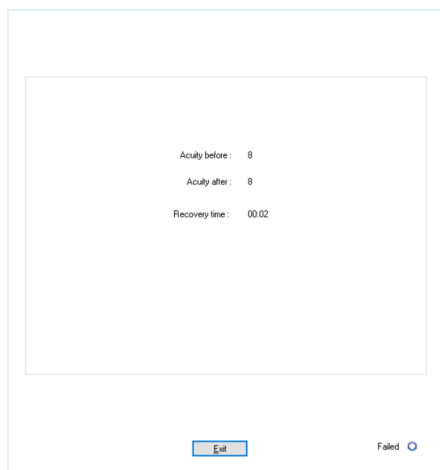 Acuity before : 8
Acuity after : 8
Recovery time : 00:02
Exit
Failed